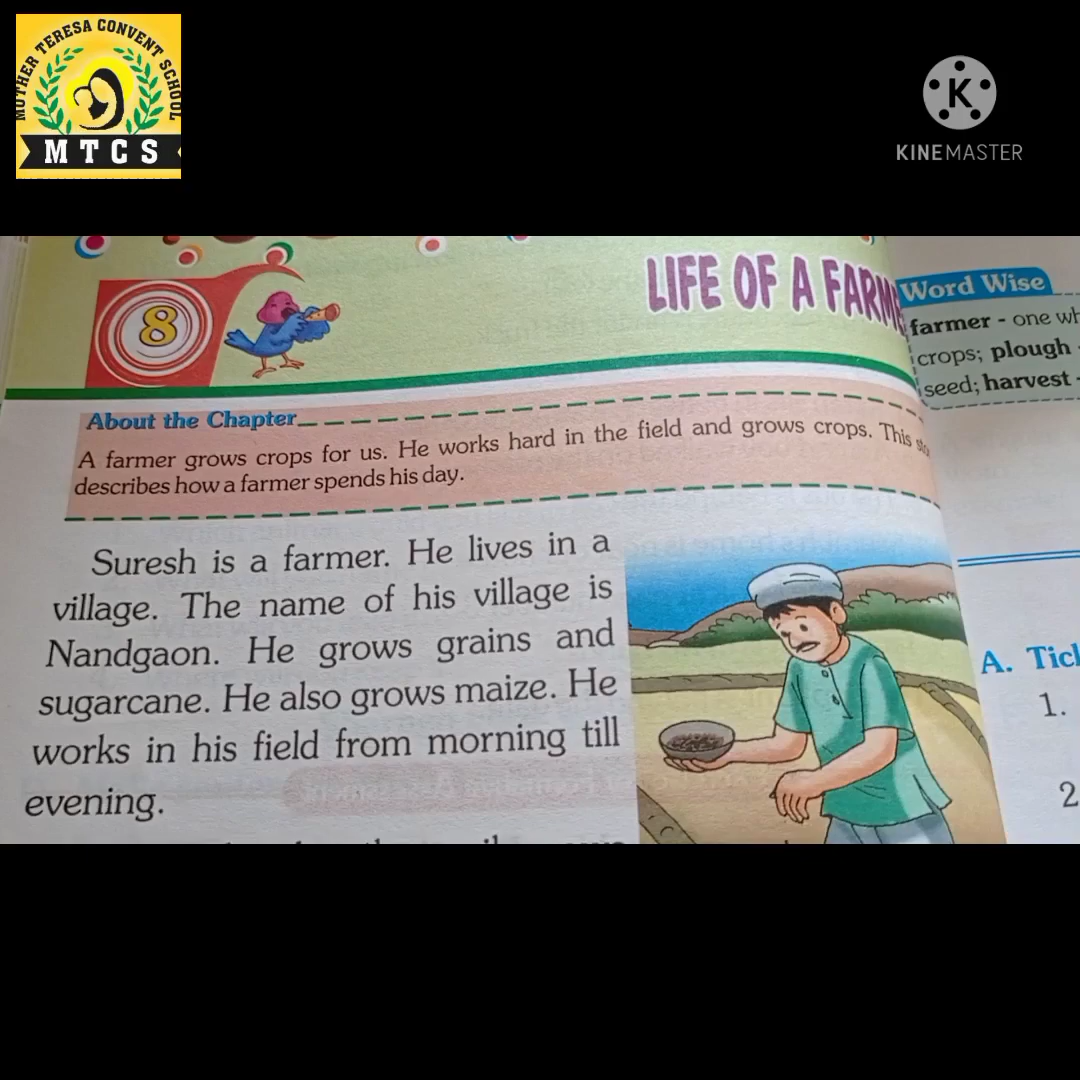 MOTHER TERESA CONVENT SCHOOL
MTCS
K
KINEMASTER
8
LIFE OF A
About the Chapter
A farmer grows crops for us. He works hard in the field and grows crops. This
describes how a farmer spends his day.
Suresh is a farmer. He lives in a
village. The name of his village is
Nandgaon. He grows grains and
sugarcane. He also grows maize. He
works in his field from morning till
evening.
Word Wise
farmer - one
crops; plough -
seed; harvest -
A.
1.
2